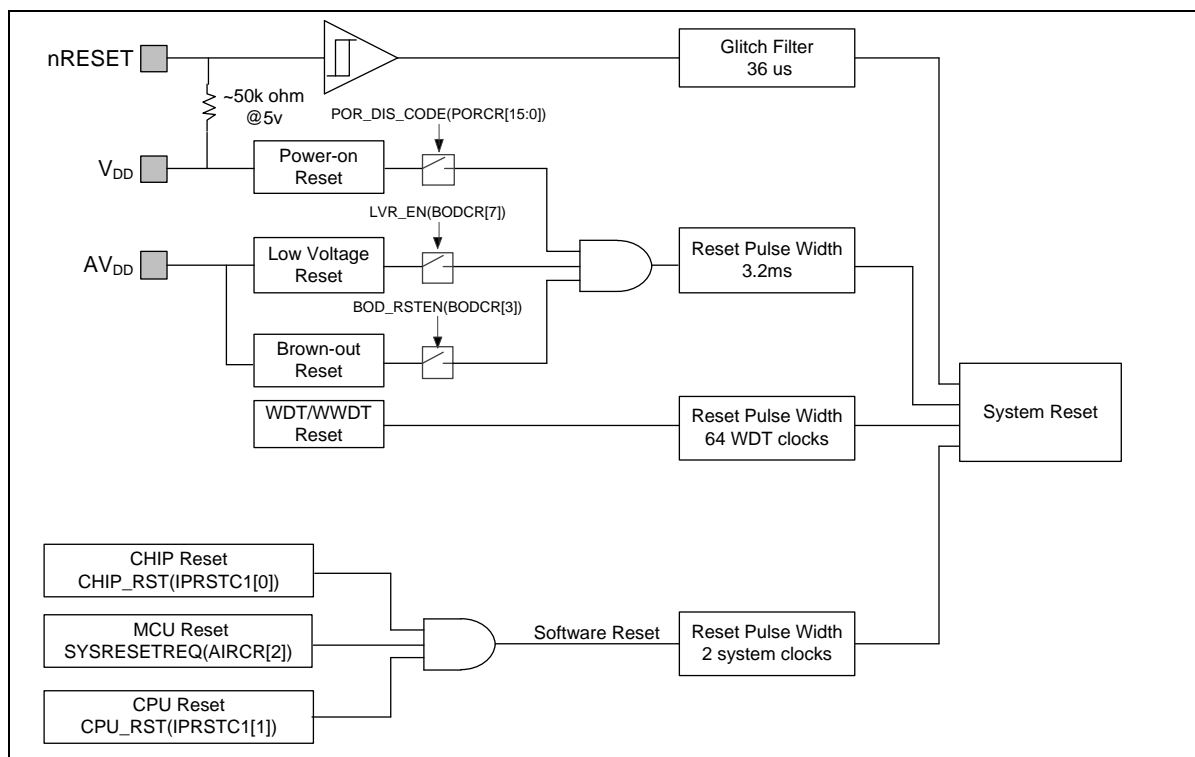 nRESET
Glitch Filter
36 us
~50k ohm
@5v
POR_DIS_CODE(PORCR[15:0])
VDD
Power-on
Reset
LVR_EN(BODCR[7])
AVDD
Low Voltage
Reset
Reset Pulse Width
3.2ms
BOD_RSTEN(BODCR[3])
Brown-out
Reset
WDT/WWDT
Reset
Reset Pulse Width
64 WDT clocks
System Reset
CHIP Reset
CHIP_RST(IPRSTC1[0])
MCU Reset
SYSRESETREQ(AIRCR[2])
Software Reset
Reset Pulse Width
2 system clocks
CPU Reset
CPU_RST(IPRSTC1[1])